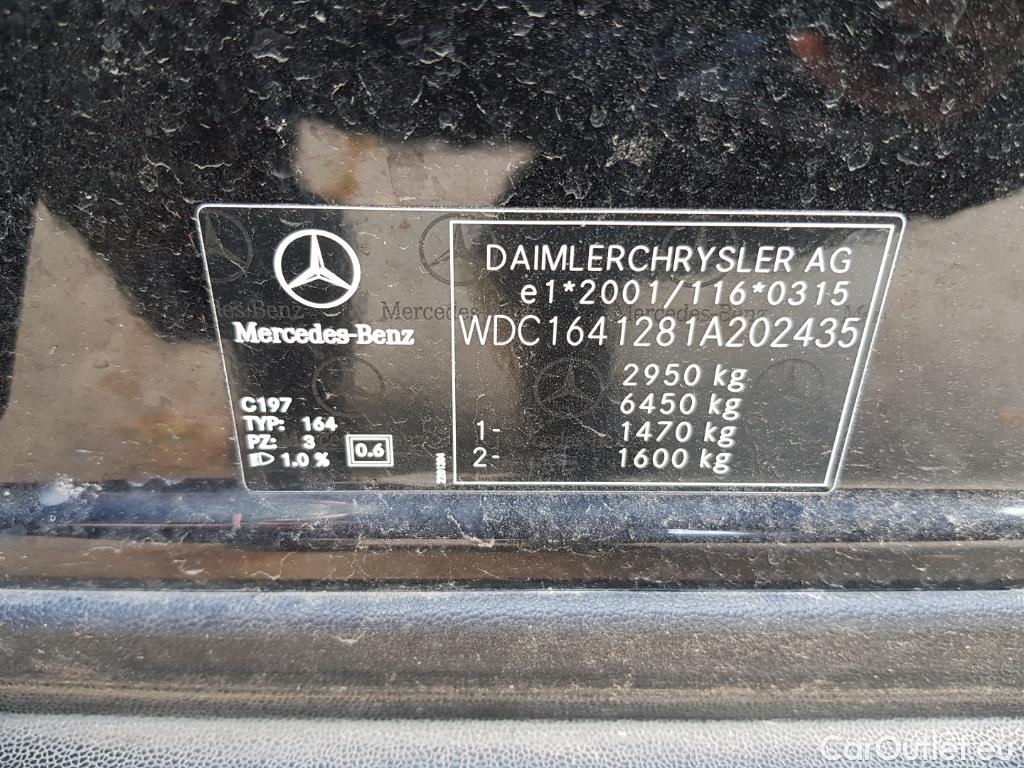 Mercedes-Benz
C197
TYP: 164
PZ: 3
1.0 %
0.6
DAIMLERCHRYSLER AG
e1*2001/116*0315
WDC1641281A202435
2950 kg
6450 kg
1- 1470 kg
2- 1600 kg
CarOutlet.eu